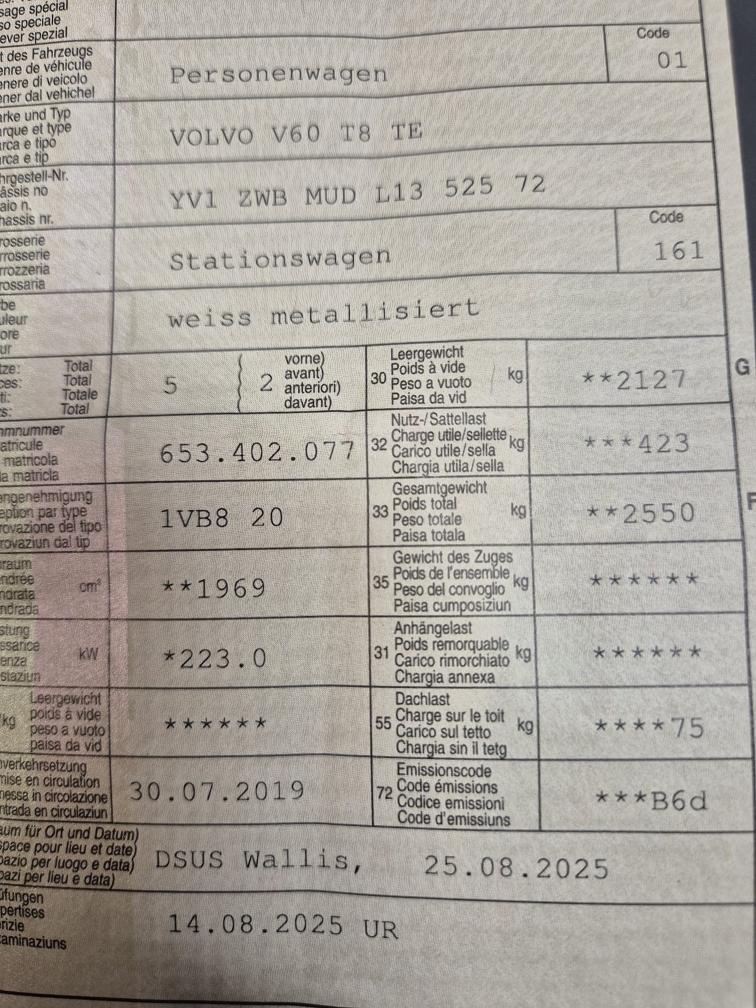 sage spécial
so speciale
ever spezial
t des Fahrzeugs
enre de véhicule
enere di veicolo
ener dal vehichel
Personenwagen
Code
01
arke und Typ
arque et type
arca e tipo
arca e tip
VOLVO V60 T8 TE
hrgestell-Nr.
âssis no
aio n.
hassis nr.
YV1 ZWB MUD L13 525 72
rosserie
rrosserie
rrozzeria
rossaria
Stationswagen
Code
161
be
uleur
ore
ur
weiss metallisiert
tze: Total
ces: Total
ti: Totale
s: Total
5
2
vorne)
avant)
anteriori)
davant)
30
Leergewicht
Poids à vide
Peso a vuoto
Paisa da vid
kg
**2127
G
mmnummer
atricule
matricola
la matricla
653.402.077
32
Nutz-/Sattellast
Charge utile/sellette
Carico utile/sella
Chargia utila/sella
kg
***423
engenehmigung
eption par type
rovazione del tipo
rovaziun dal tip
1VB8 20
33
Gesamtgewicht
Poids total
Peso totale
Paisa totala
kg
**2550
F
raum
ndrée
ndrata
ndrada
cm³
**1969
35
Gewicht des Zuges
Poids de l'ensemble
Peso del convoglio
Paisa cumposiziun
kg
******
stung
ssance
enza
staziun
kW
*223.0
31
Anhängelast
Poids remorquable
Carico rimorchiato
Chargia annexa
kg
******
kg
Leergewicht
poids à vide
peso a vuoto
paisa da vid
******
55
Dachlast
Charge sur le toit
Carico sul tetto
Chargia sin il tetg
kg
****75
verkehrsetzung
mise en circulation
messa in circolazione
ntrada en circulaziun
30.07.2019
72
Emissionscode
Code émissions
Codice emissioni
Code d'emissiuns
***B6d
aum für Ort und Datum)
space pour lieu et date)
pazio per luogo e data)
pazi per lieu e data)
DSUS Wallis, 25.08.2025
üfungen
pertises
rizie
aminaziuns
14.08.2025 UR